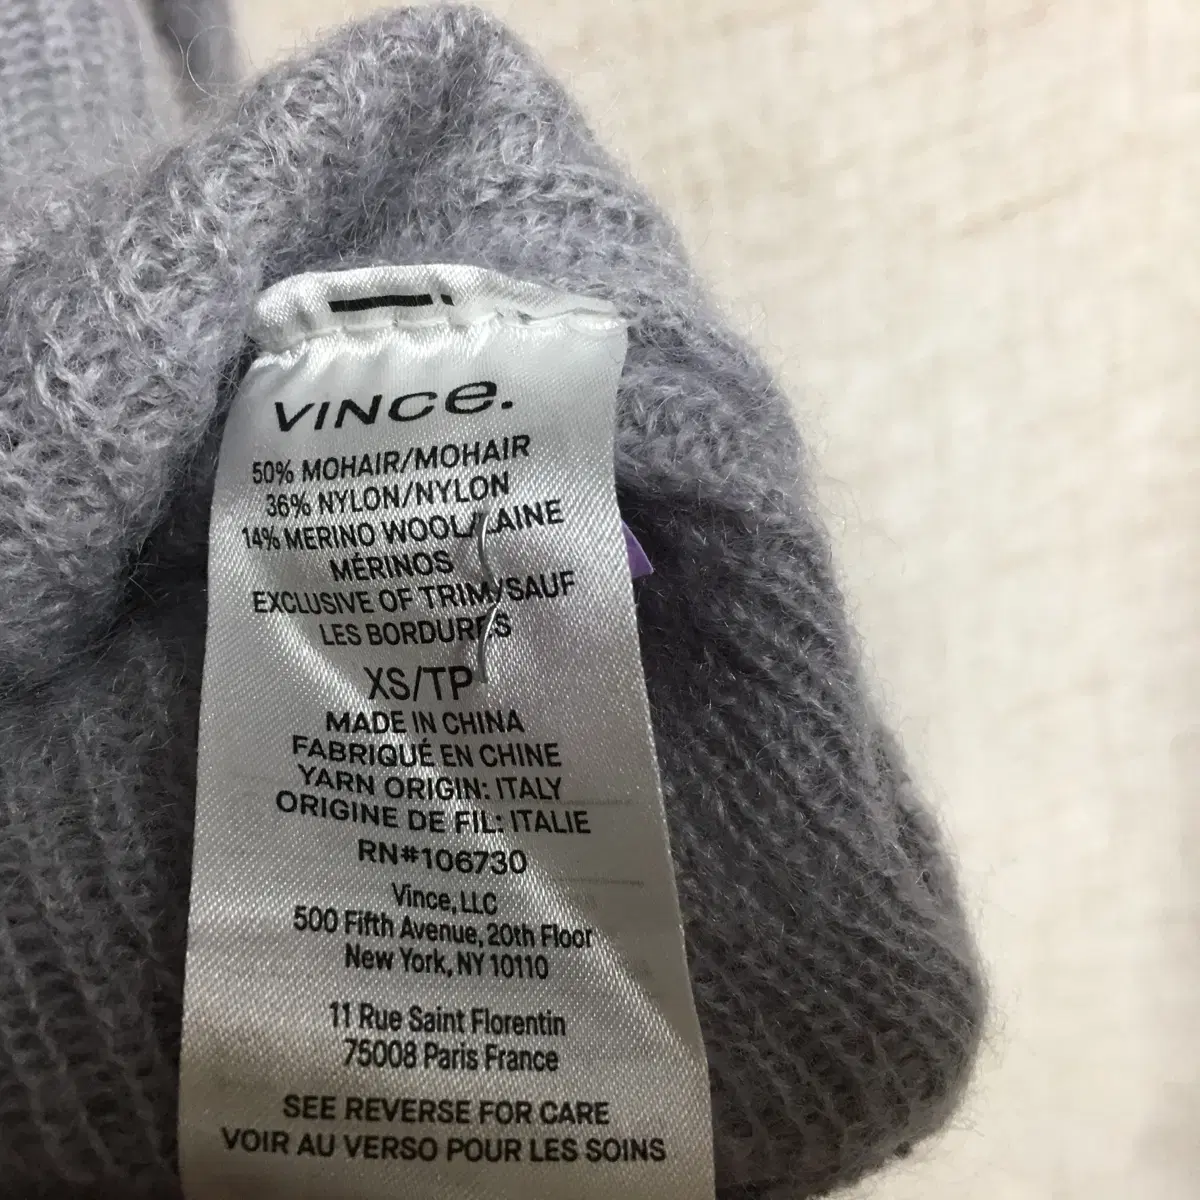 VINCE.
50% MOHAIR/MOHAIR
36% NYLON/NYLON
14% MERINO WOOL/LAINE
MÉRINOS
EXCLUSIVE OF TRIM/SAUF
LES BORDURES
XS/TP
MADE IN CHINA
FABRIQUÉ EN CHINE
YARN ORIGIN: ITALY
ORIGINE DE FIL: ITALIE
RN#106730
Vince, LLC
500 Fifth Avenue, 20th Floor
New York, NY 10110
11 Rue Saint Florentin
75008 Paris France
SEE REVERSE FOR CARE
VOIR AU VERSO POUR LES SOINS